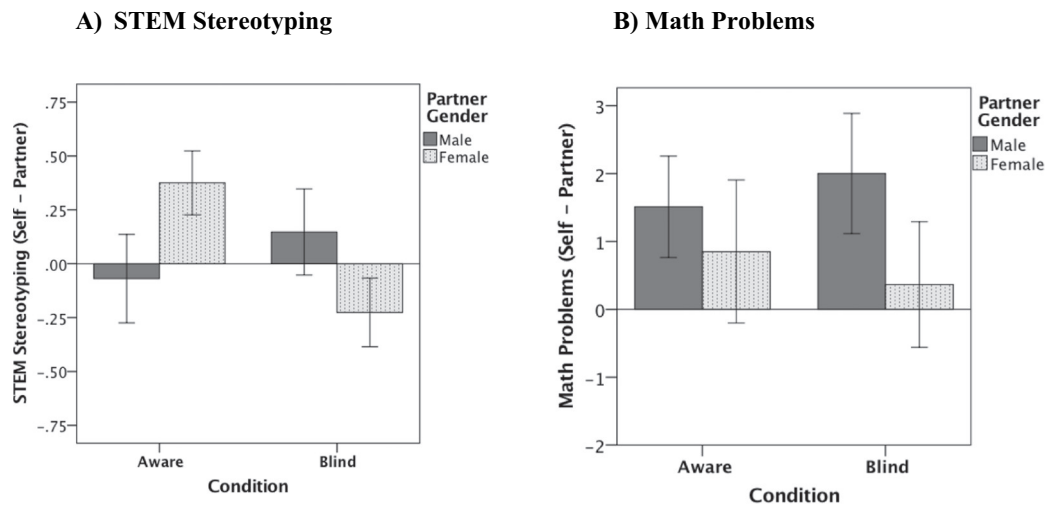 A) STEM Stereotyping
STEM Stereotyping (Self - Partner)
.75
.50
.25
.00
-.25
-.50
-.75
Aware
Blind
Condition
Partner
Gender
Male
Female
B) Math Problems
Math Problems (Self - Partner)
3
2
1
0
-1
-2
Aware
Blind
Condition
Partner
Gender
Male
Female